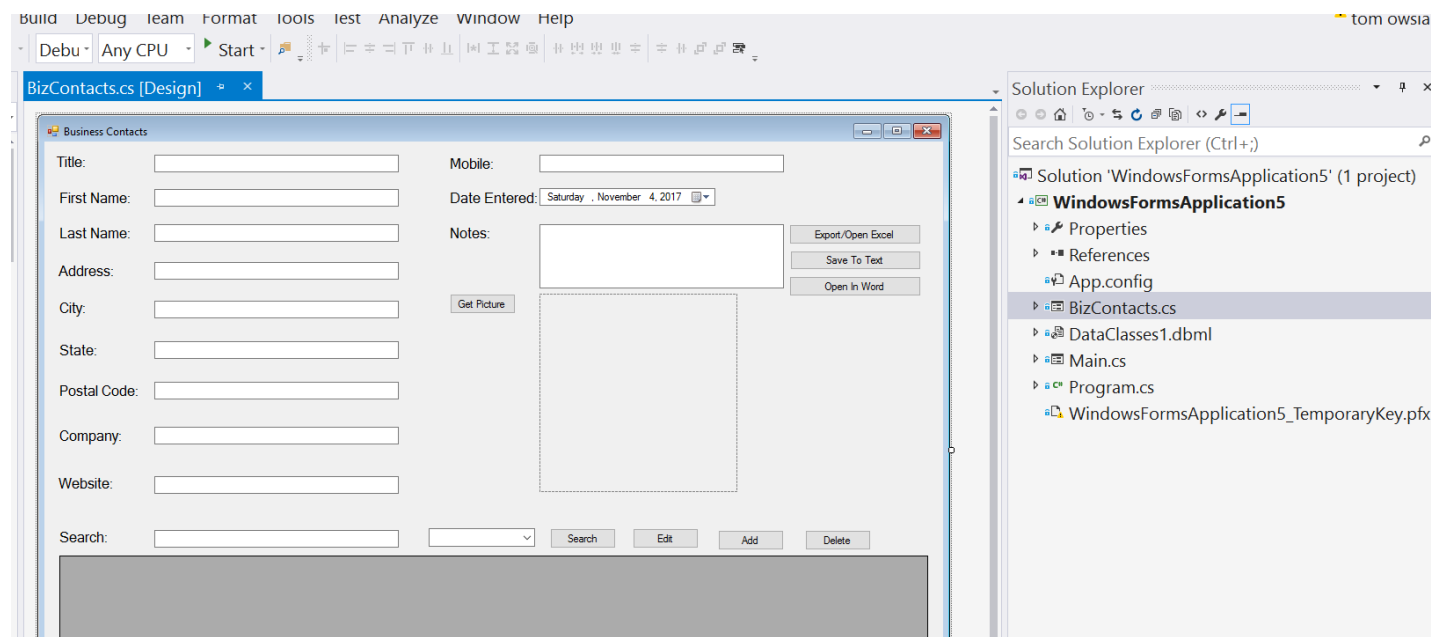 Build Debug Team Format Tools Test Analyze Window Help
tom owsia
Debu Any CPU Start
BizContacts.cs [Design]
Business Contacts
Title:
Mobile:
First Name:
Date Entered: Saturday , November 4, 2017
Last Name:
Notes:
Export/Open Excel
Save To Text
Open In Word
Address:
City:
Get Picture
State:
Postal Code:
Company:
Website:
Search:
Search Edit Add Delete
Solution Explorer
Search Solution Explorer (Ctrl+;)
Solution 'WindowsFormsApplication5' (1 project)
C# WindowsFormsApplication5
Properties
References
App.config
BizContacts.cs
DataClasses1.dbml
Main.cs
C# Program.cs
WindowsFormsApplication5_TemporaryKey.pfx